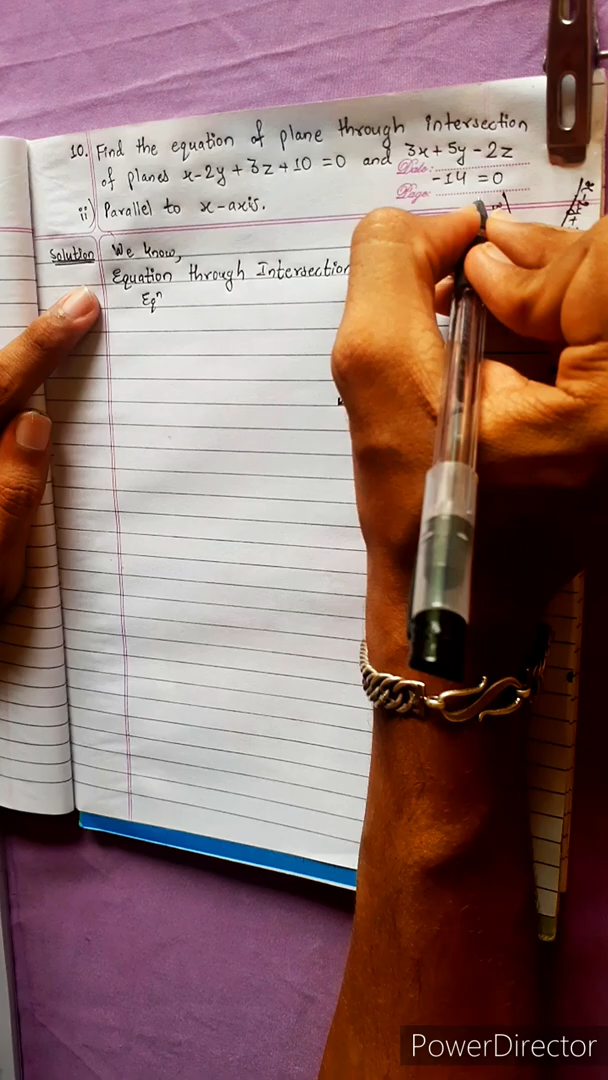 10. Find the equation of plane through intersection
of planes x-2y+3z+10 =0 and 3x+5y-2z
-14 =0
Date:
Page:
ii) Parallel to x-axis.
Solution We know,
Equation through Intersection
Eqⁿ
PowerDirector